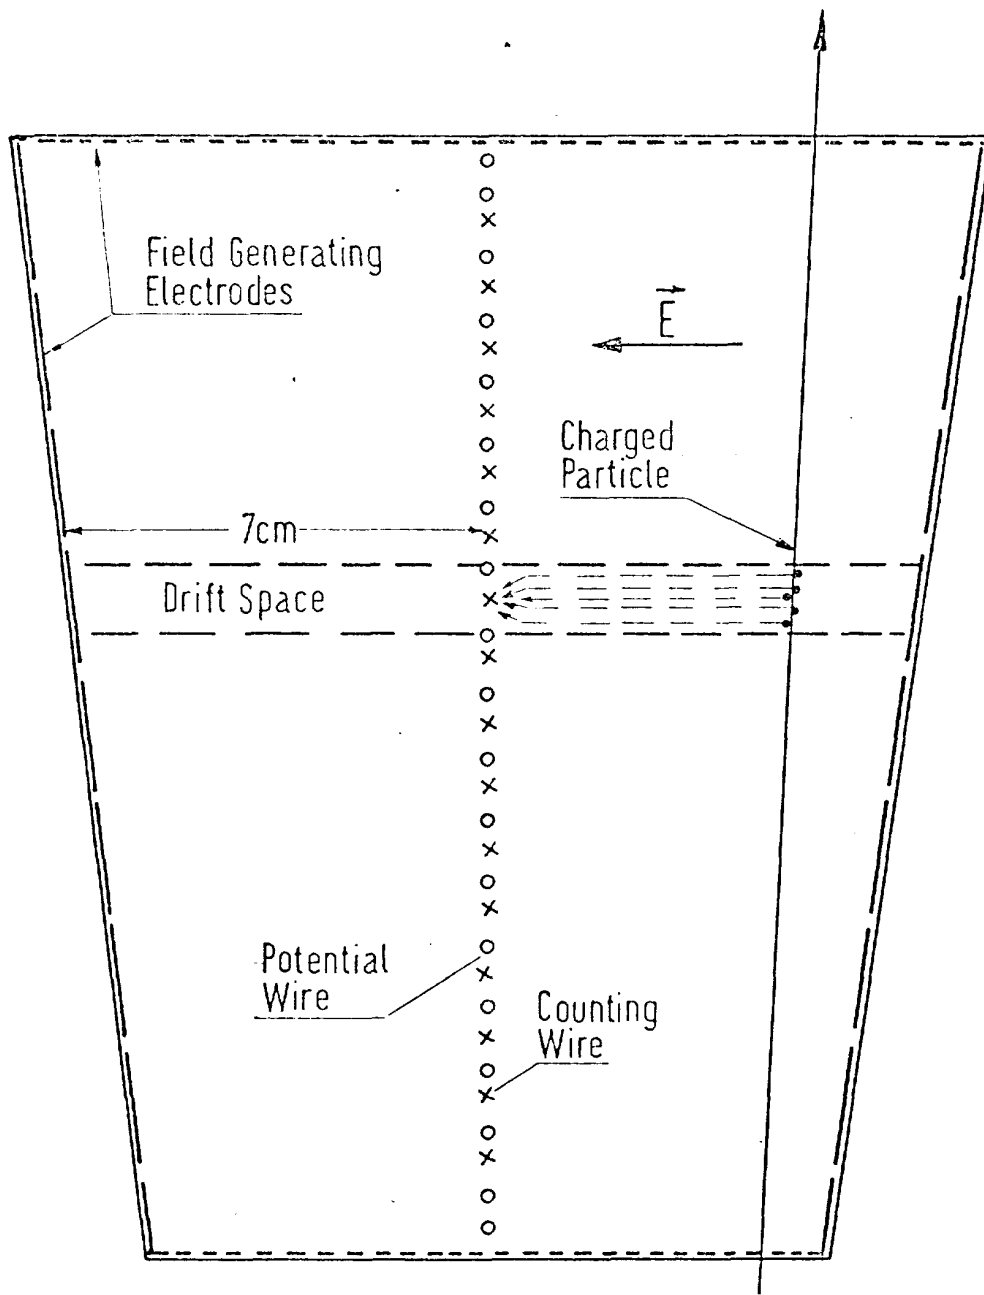 Field Generating
Electrodes
E
Charged
Particle
7cm
Drift Space
Potential
Wire
Counting
Wire